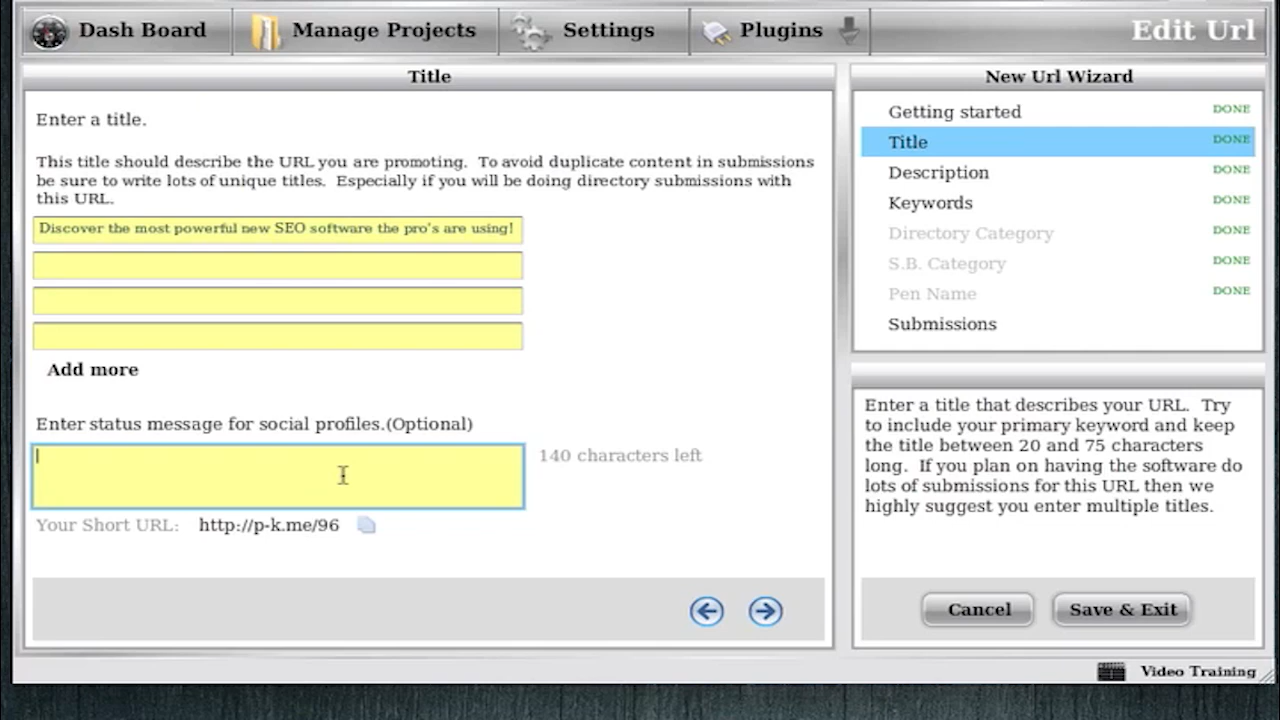 Dash Board
Manage Projects
Settings
Plugins
Edit Url
Title
Enter a title.
This title should describe the URL you are promoting. To avoid duplicate content in submissions
be sure to write lots of unique titles. Especially if you will be doing directory submissions with
this URL.
Discover the most powerful new SEO software the pro's are using!
Add more
Enter status message for social profiles.(Optional)
140 characters left
Your Short URL: http://p-k.me/96
New Url Wizard
Getting started DONE
Title DONE
Description DONE
Keywords DONE
Directory Category DONE
S.B. Category DONE
Pen Name DONE
Submissions
Enter a title that describes your URL. Try
to include your primary keyword and keep
the title between 20 and 75 characters
long. If you plan on having the software do
lots of submissions for this URL then we
highly suggest you enter multiple titles.
Cancel
Save & Exit
Video Training